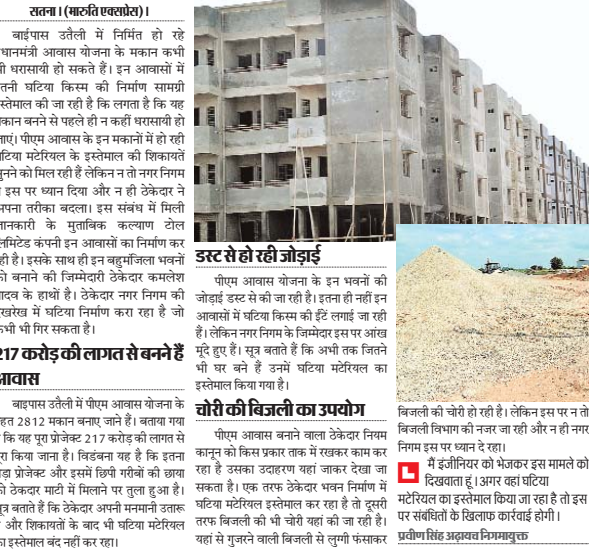 सतना। (मारुति एक्सप्रेस)।
बाईपास उतैली में निर्मित हो रहे
धानमंत्री आवास योजना के मकान कभी
ी धरासायी हो सकते हैं। इन आवासों में
तनी घटिया किस्म की निर्माण सामग्री
स्तेमाल की जा रही है कि लगता है कि यह
कान बनने से पहले ही न कहीं धरासायी हो
जाएं। पीएम आवास के इन मकानों में हो रही
घटिया मटेरियल के इस्तेमाल की शिकायतें
ुनने को मिल रही हैं लेकिन न तो नगर निगम
इस पर ध्यान दिया और न ही ठेकेदार ने
अपना तरीका बदला। इस संबंध में मिली
जानकारी के मुताबिक कल्याण टोल
लिमिटेड कंपनी इन आवासों का निर्माण कर
ही है। इसके साथ ही इन बहुमंजिला भवनों
को बनाने की जिम्मेदारी ठेकेदार कमलेश
यादव के हाथों है। ठेकेदार नगर निगम की
देखरेख में घटिया निर्माण करा रहा है जो
कभी भी गिर सकता है।
217 करोड़ की लागत से बनने हैं
आवास
बाइपास उतैली में पीएम आवास योजना के
हत 2812 मकान बनाए जाने हैं। बताया गया
कि यह पूरा प्रोजेक्ट 217 करोड़ की लागत से
ूरा किया जाना है। विडंबना यह है कि इतना
ड़ा प्रोजेक्ट और इसमें छिपी गरीबों की छाया
ो ठेकदार माटी में मिलाने पर तुला हुआ है।
सूत्र बताते हैं कि ठेकेदार अपनी मनमानी उतारू
और शिकायतों के बाद भी घटिया मटेरियल
का इस्तेमाल बंद नहीं कर रहा।
डस्ट से हो रही जोड़ाई
पीएम आवास योजना के इन भवनों की
जोड़ाई डस्ट से की जा रही है। इतना ही नहीं इन
आवासों में घटिया किस्म की ईंटें लगाई जा रही
हैं। लेकिन नगर निगम के जिम्मेदार इस पर आंख
मूंदे हुए हैं। सूत्र बताते हैं कि अभी तक जितने
भी घर बने हैं उनमें घटिया मटेरियल का
इस्तेमाल किया गया है।
चोरी की बिजली का उपयोग
पीएम आवास बनाने वाला ठेकेदार नियम
कानून को किस प्रकार ताक में रखकर काम कर
रहा है उसका उदाहरण यहां जाकर देखा जा
सकता है। एक तरफ ठेकेदार भवन निर्माण में
घटिया मटेरियल इस्तेमाल कर रहा है तो दूसरी
तरफ बिजली की भी चोरी यहां की जा रही है।
यहां से गुजरने वाली बिजली से लुग्गी फंसाकर
बिजली की चोरी हो रही है। लेकिन इस पर न तो
बिजली विभाग की नजर जा रही और न ही नगर
निगम इस पर ध्यान दे रहा।
मैं इंजीनियर को भेजकर इस मामले को
दिखवाता हूं। अगर वहां घटिया
मटेरियल का इस्तेमाल किया जा रहा है तो इस
पर संबंधितों के खिलाफ कार्रवाई होगी।
प्रवीण सिंह अढ़ायच निगमायुक्त